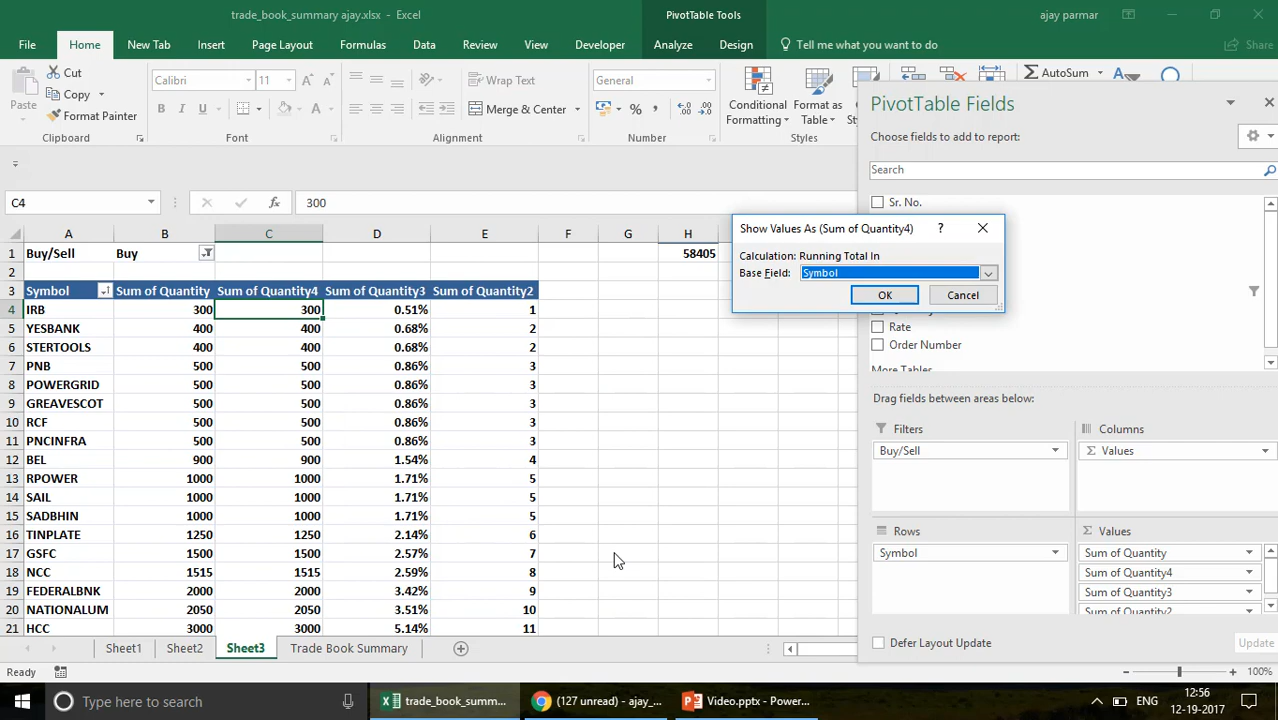 trade_book_summary ajay.xlsx - Excel
PivotTable Tools
ajay parmar
File Home New Tab Insert Page Layout Formulas Data Review View Developer Analyze Design Tell me what you want to do Share
Cut
Copy
Format Painter
Paste
Clipboard
Calibri 11
B I U
Font
Wrap Text
Merge & Center
Alignment
General
Number
Conditional Formatting
Format as Table
AutoSum
PivotTable Fields
Choose fields to add to report:
Search
Sr. No.
Rate
Order Number
More Tables
Drag fields between areas below:
Filters
Buy/Sell
Columns
Σ Values
Rows
Symbol
Σ Values
Sum of Quantity
Sum of Quantity4
Sum of Quantity3
Sum of Quantity2
Defer Layout Update Update
Show Values As (Sum of Quantity4) ?
Calculation: Running Total In
Base Field: Symbol
OK Cancel
C4 fx 300
A B C D E F G H
1 Buy/Sell Buy 58405
2
3 Symbol Sum of Quantity Sum of Quantity4 Sum of Quantity3 Sum of Quantity2
4 IRB 300 300 0.51% 1
5 YESBANK 400 400 0.68% 2
6 STERTOOLS 400 400 0.68% 2
7 PNB 500 500 0.86% 3
8 POWERGRID 500 500 0.86% 3
9 GREAVESCOT 500 500 0.86% 3
10 RCF 500 500 0.86% 3
11 PNCINFRA 500 500 0.86% 3
12 BEL 900 900 1.54% 4
13 RPOWER 1000 1000 1.71% 5
14 SAIL 1000 1000 1.71% 5
15 SADBHIN 1000 1000 1.71% 5
16 TINPLATE 1250 1250 2.14% 6
17 GSFC 1500 1500 2.57% 7
18 NCC 1515 1515 2.59% 8
19 FEDERALBNK 2000 2000 3.42% 9
20 NATIONALUM 2050 2050 3.51% 10
21 HCC 3000 3000 5.14% 11
Sheet1 Sheet2 Sheet3 Trade Book Summary
Ready 100%
Type here to search
trade_book_summ...
(127 unread) - ajay_...
Video.pptx - Power...
ENG
12:56
12-19-2017